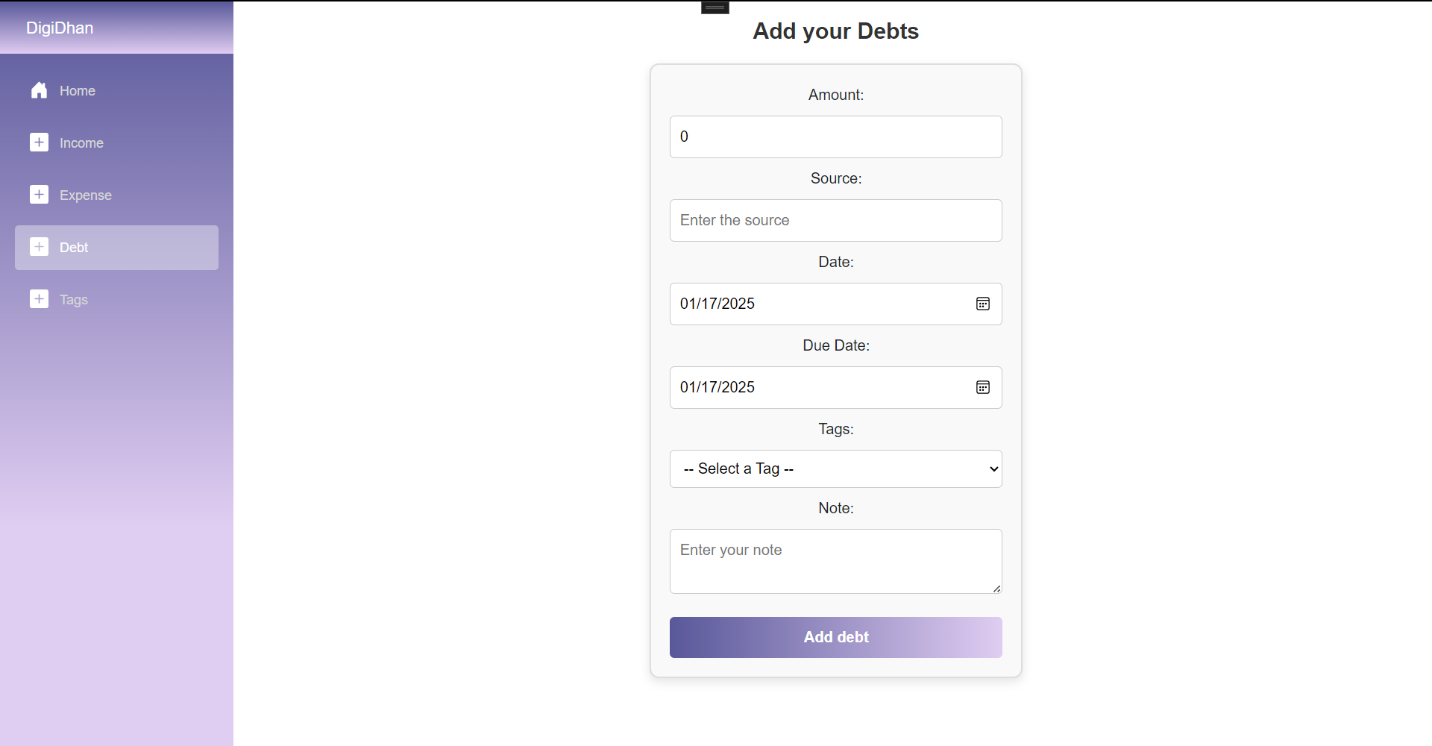 DigiDhan
Home
Income
Expense
Debt
Tags
Add your Debts
Amount:
0
Source:
Enter the source
Date:
01/17/2025
Due Date:
01/17/2025
Tags:
-- Select a Tag --
Note:
Enter your note
Add debt